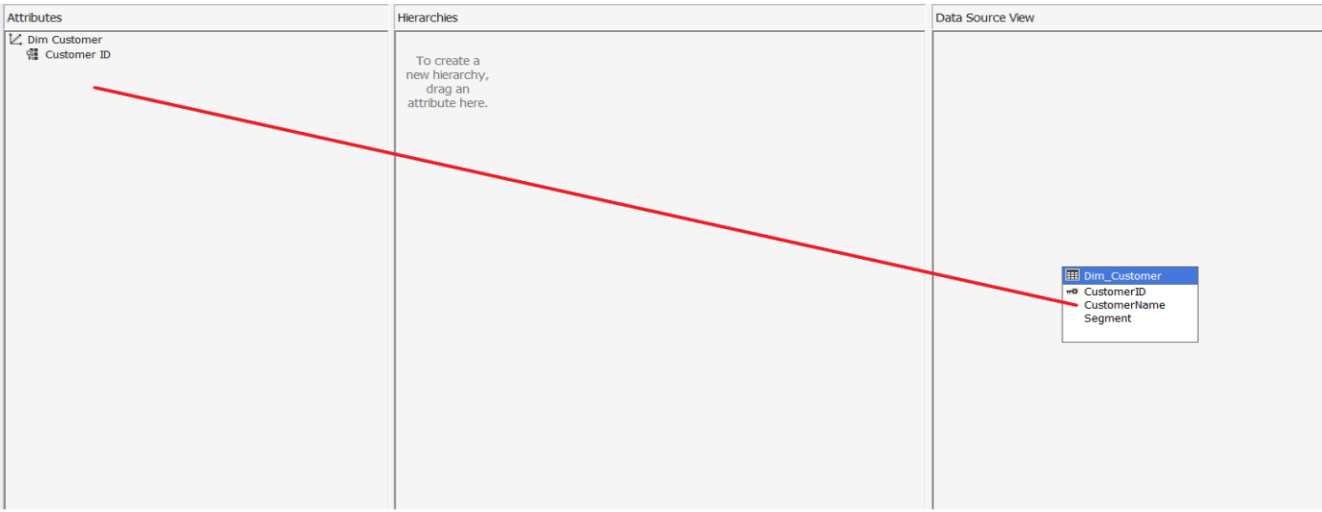 Attributes
Dim Customer
Customer ID
Hierarchies
To create a
new hierarchy,
drag an
attribute here.
Data Source View
Dim_Customer
CustomerID
CustomerName
Segment